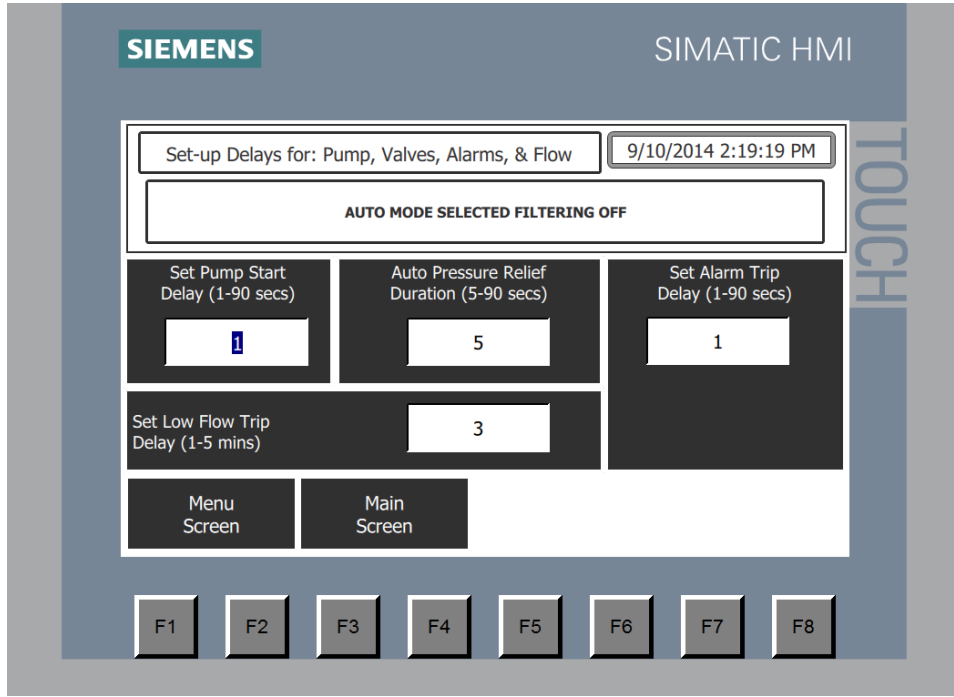 SIEMENS
SIMATIC HMI
TOUCH
Set-up Delays for: Pump, Valves, Alarms, & Flow
9/10/2014 2:19:19 PM
AUTO MODE SELECTED FILTERING OFF
Set Pump Start
Delay (1-90 secs)
1
Auto Pressure Relief
Duration (5-90 secs)
5
Set Alarm Trip
Delay (1-90 secs)
1
Set Low Flow Trip
Delay (1-5 mins)
3
Menu
Screen
Main
Screen
F1
F2
F3
F4
F5
F6
F7
F8